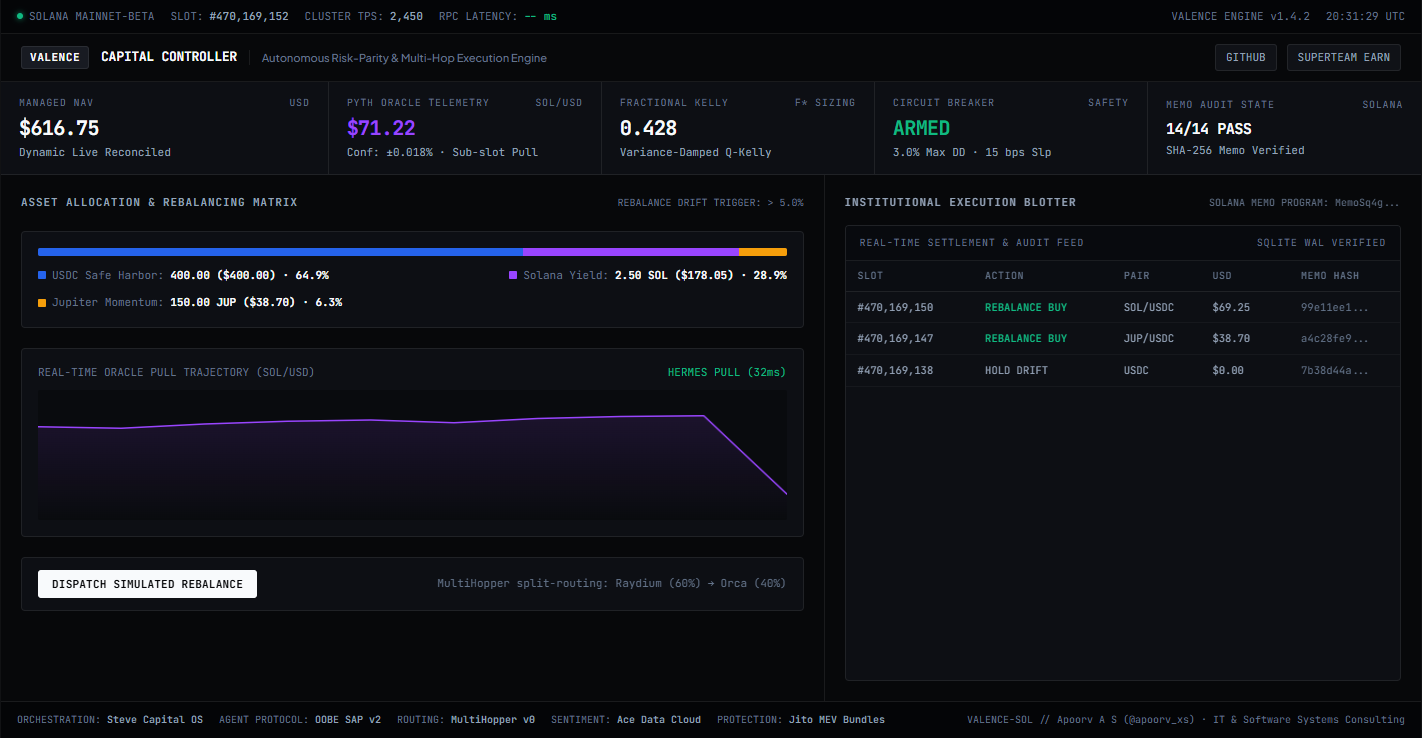 SOLANA MAINNET-BETA SLOT: #470,169,152 CLUSTER TPS: 2,450 RPC LATENCY: -- ms VALENCE ENGINE v1.4.2 20:31:29 UTC
VALENCE CAPITAL CONTROLLER Autonomous Risk-Parity & Multi-Hop Execution Engine GITHUB SUPERTEAM EARN
MANAGED NAV USD
$616.75
Dynamic Live Reconciled
PYTH ORACLE TELEMETRY SOL/USD
$71.22
Conf: ±0.018% · Sub-slot Pull
FRACTIONAL KELLY F* SIZING
0.428
Variance-Damped Q-Kelly
CIRCUIT BREAKER SAFETY
ARMED
3.0% Max DD · 15 bps Slp
MEMO AUDIT STATE SOLANA
14/14 PASS
SHA-256 Memo Verified
ASSET ALLOCATION & REBALANCING MATRIX REBALANCE DRIFT TRIGGER: > 5.0%
USDC Safe Harbor: 400.00 ($400.00) · 64.9% Solana Yield: 2.50 SOL ($178.05) · 28.9%
Jupiter Momentum: 150.00 JUP ($38.70) · 6.3%
REAL-TIME ORACLE PULL TRAJECTORY (SOL/USD) HERMES PULL (32ms)
DISPATCH SIMULATED REBALANCE MultiHopper split-routing: Raydium (60%) → Orca (40%)
INSTITUTIONAL EXECUTION BLOTTER SOLANA MEMO PROGRAM: MemoSq4g...
REAL-TIME SETTLEMENT & AUDIT FEED SQLITE WAL VERIFIED
SLOT ACTION PAIR USD MEMO HASH
#470,169,150 REBALANCE BUY SOL/USDC $69.25 99e11ee1...
#470,169,147 REBALANCE BUY JUP/USDC $38.70 a4c28fe9...
#470,169,138 HOLD DRIFT USDC $0.00 7b38d44a...
ORCHESTRATION: Steve Capital OS AGENT PROTOCOL: OOBE SAP v2 ROUTING: MultiHopper v0 SENTIMENT: Ace Data Cloud PROTECTION: Jito MEV Bundles VALENCE-SOL // Apoorv A S (@apoorv_xs) · IT & Software Systems Consulting